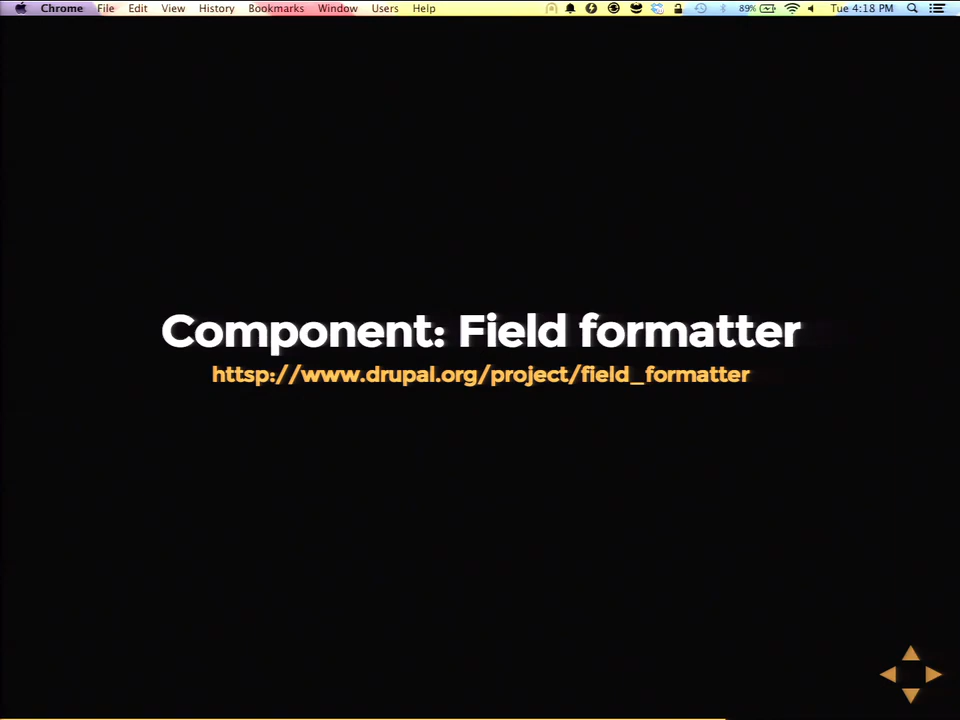 Chrome File Edit View History Bookmarks Window Users Help 89% Tue 4:18 PM
Component: Field formatter
httsp://www.drupal.org/project/field_formatter